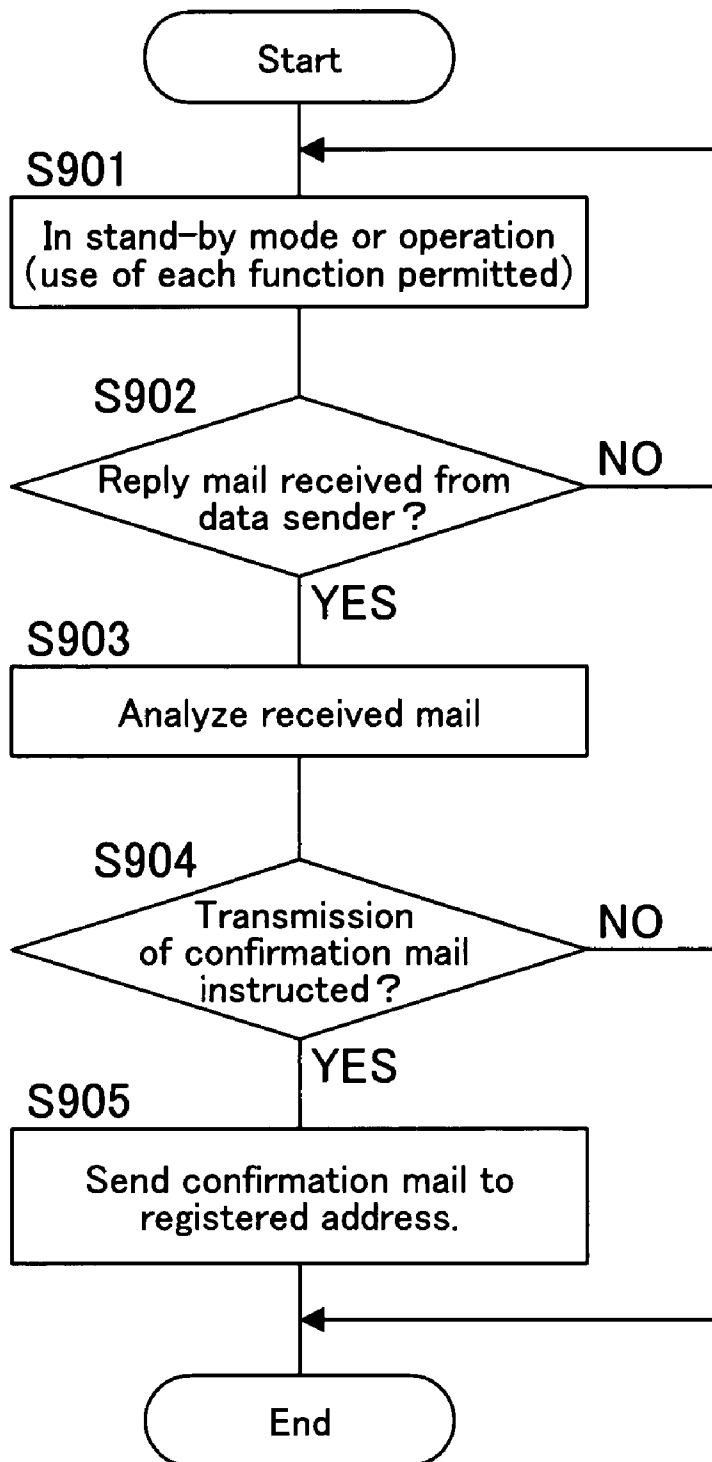 Start
S901
In stand-by mode or operation
(use of each function permitted)
S902
Reply mail received from
data sender?
NO
YES
S903
Analyze received mail
S904
Transmission
of confirmation mail
instructed?
NO
YES
S905
Send confirmation mail to
registered address.
End